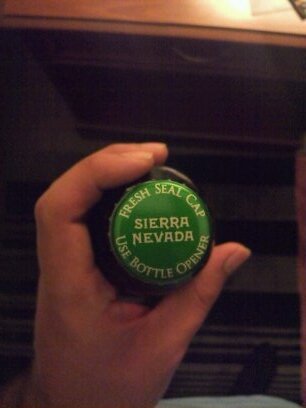 FRESH SEAL CAP
SIERRA
NEVADA
USE BOTTLE OPENER